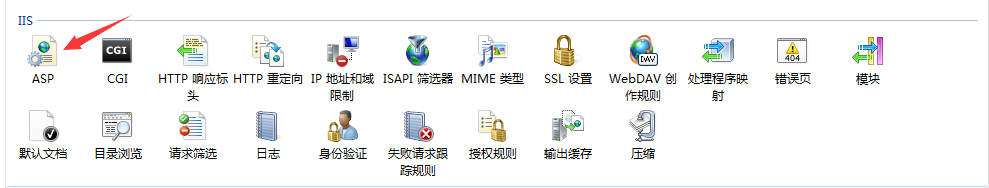 IIS
CGI
DAV
404
ASP
CGI
HTTP 响应标
头
HTTP 重定向
IP 地址和域
限制
ISAPI 筛选器
MIME 类型
SSL 设置
WebDAV 创
作规则
处理程序映
射
错误页
模块
默认文档
目录浏览
请求筛选
日志
身份验证
失败请求跟
踪规则
授权规则
输出缓存
压缩